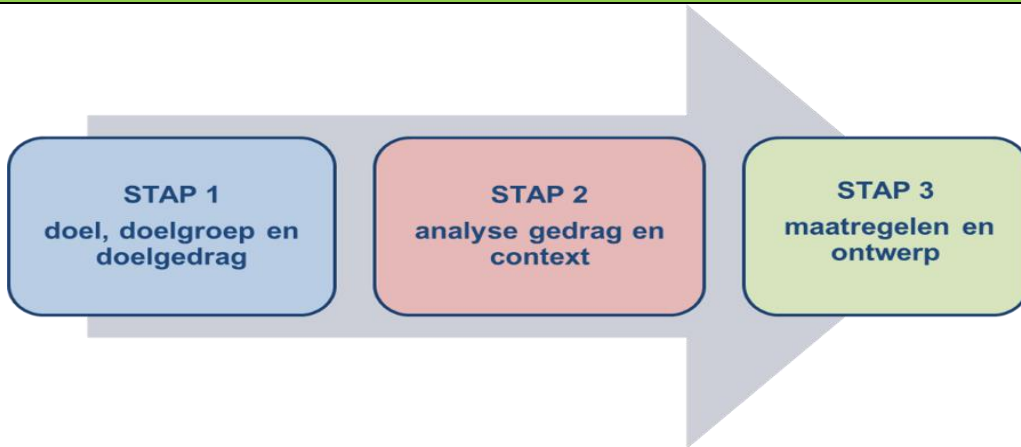 STAP 1
doel, doelgroep en
doelgedrag
STAP 2
analyse gedrag en
context
STAP 3
maatregelen en
ontwerp